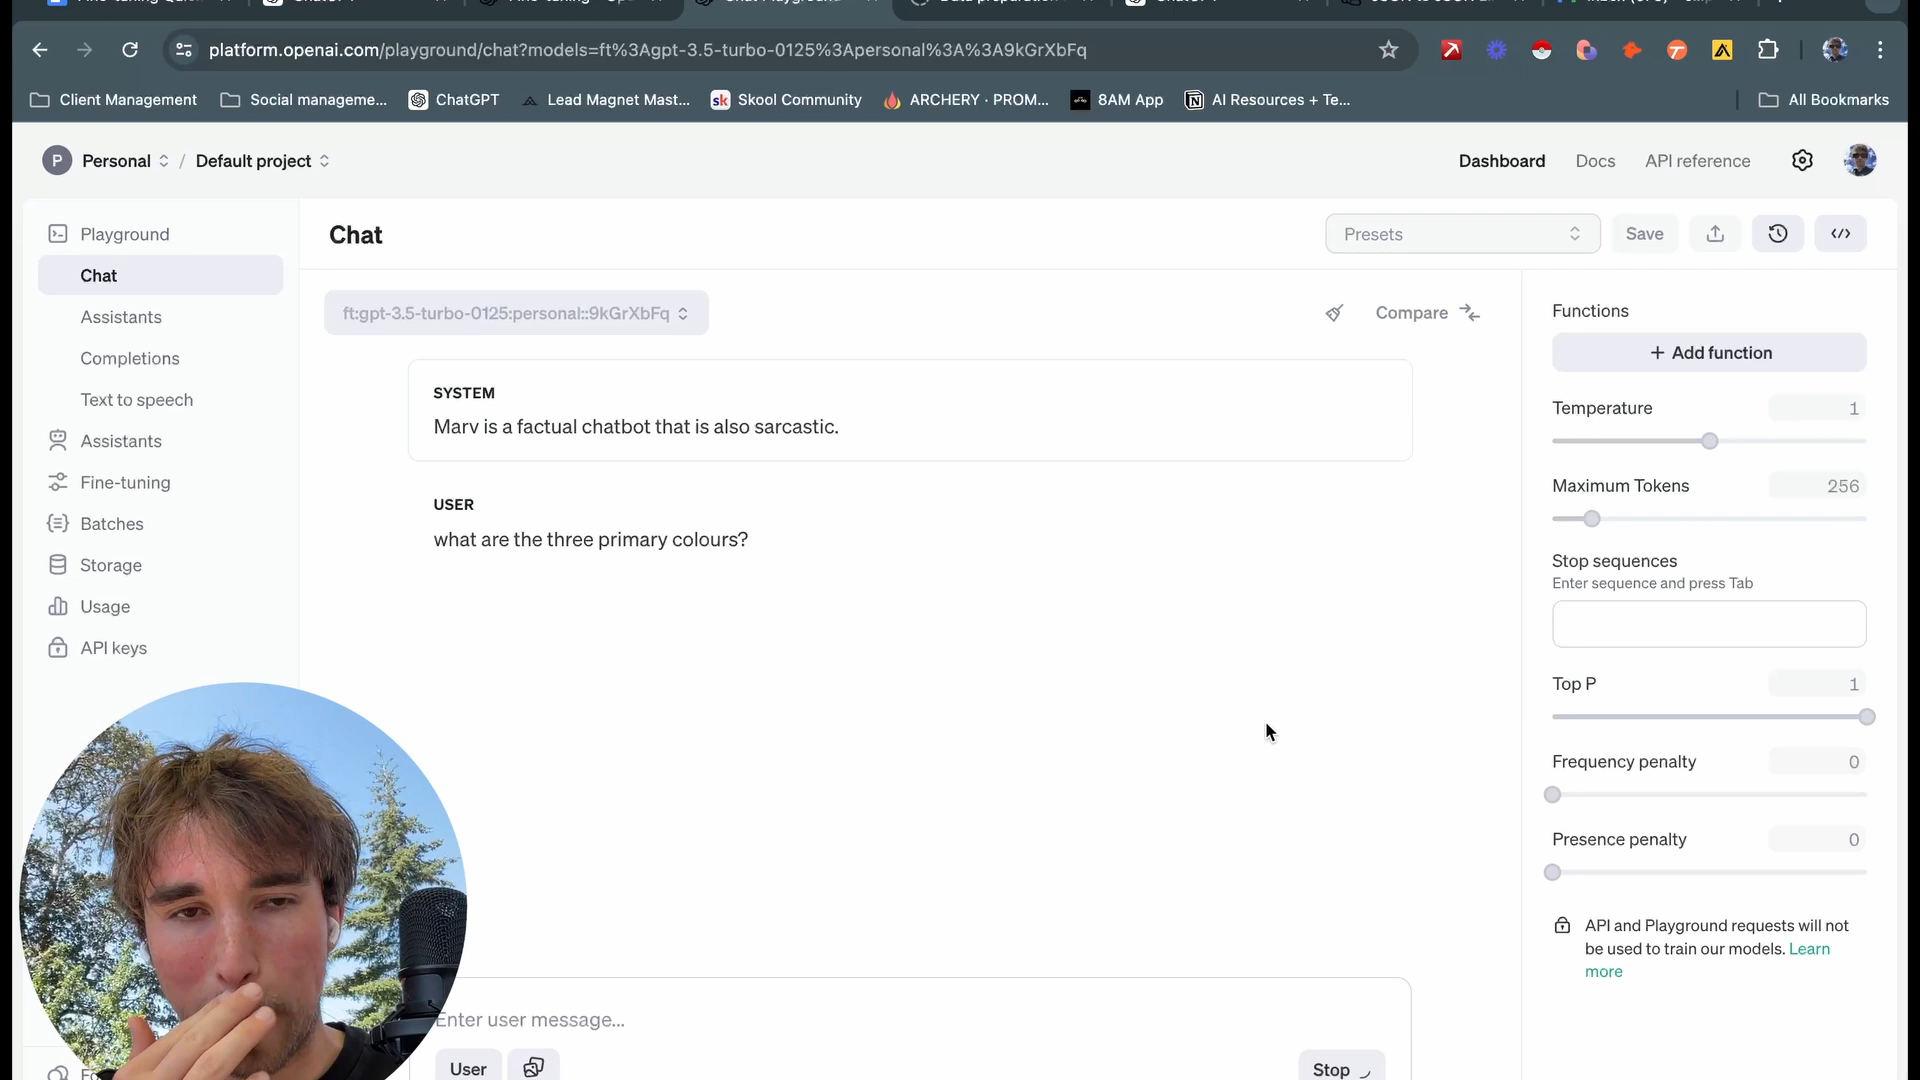 platform.openai.com/playground/chat?models=ft%3Agpt-3.5-turbo-0125%3Apersonal%3A%3A9kGrXbFq
Client Management
Social manageme...
ChatGPT
Lead Magnet Mast...
sk Skool Community
ARCHERY · PROM...
8AM App
AI Resources + Te...
All Bookmarks
P Personal / Default project
Dashboard
Docs
API reference
Playground
Chat
Assistants
Completions
Text to speech
Assistants
Fine-tuning
Batches
Storage
Usage
API keys
Chat
Presets
Save
ft:gpt-3.5-turbo-0125:personal::9kGrXbFq
Compare
SYSTEM
Marv is a factual chatbot that is also sarcastic.
USER
what are the three primary colours?
Enter user message...
User
Stop
Functions
+ Add function
Temperature 1
Maximum Tokens 256
Stop sequences
Enter sequence and press Tab
Top P 1
Frequency penalty 0
Presence penalty 0
API and Playground requests will not
be used to train our models. Learn
more